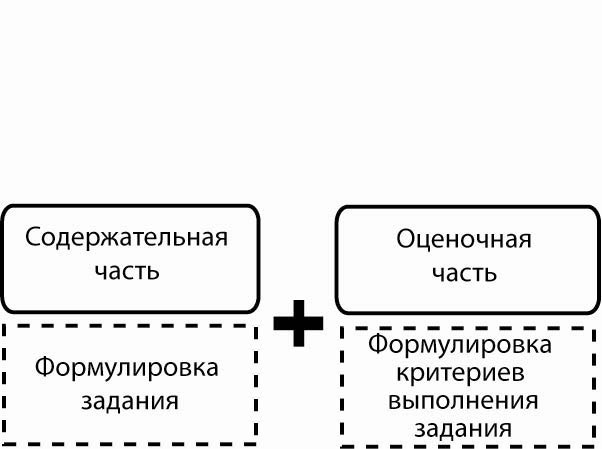 Содержательная
часть
Формулировка
задания
Оценочная
часть
Формулировка
критериев
выполнения
задания